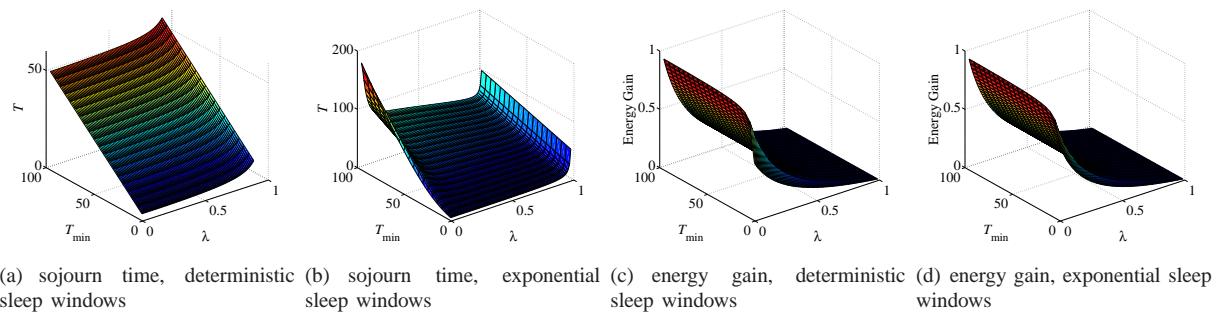 50
0
100
50
0
0
0.5
1
T
T_min
λ
200
100
0
100
50
0
0
0.5
1
T
T_min
λ
1
0.5
0
100
50
0
0
0.5
1
Energy Gain
T_min
λ
1
0.5
0
100
50
0
0
0.5
1
Energy Gain
T_min
λ
(a) sojourn time, deterministic
sleep windows
(b) sojourn time, exponential
sleep windows
(c) energy gain, deterministic
sleep windows
(d) energy gain, exponential sleep
windows